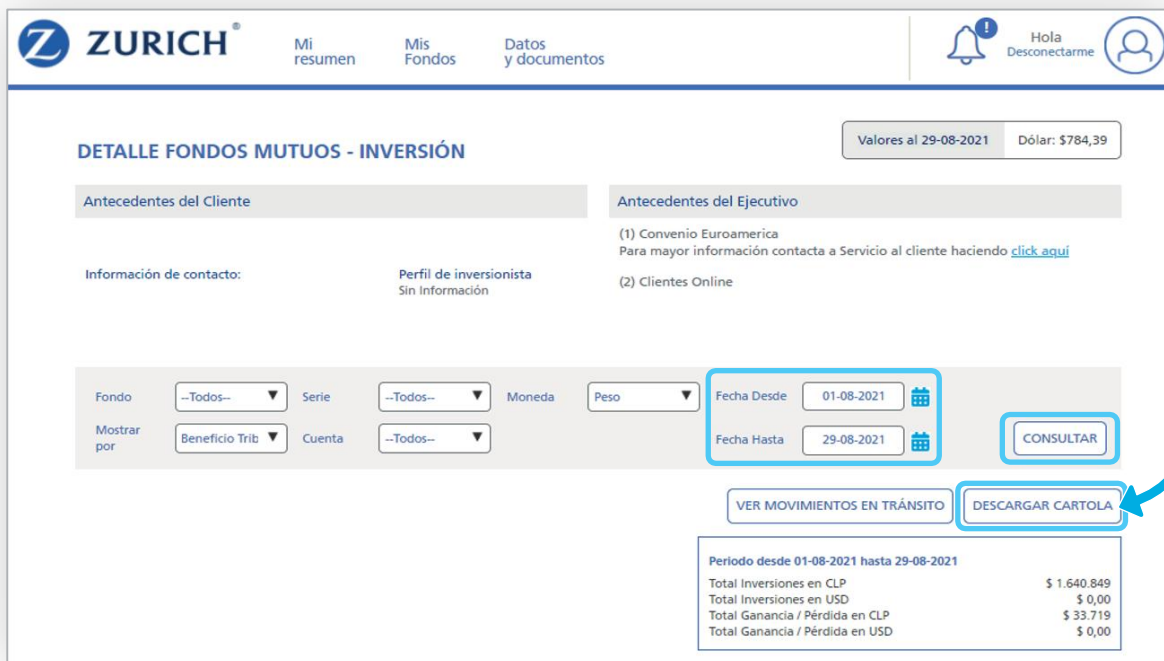 ZURICH®
Mi resumen
Mis Fondos
Datos y documentos
!
Hola
Desconectarme
DETALLE FONDOS MUTUOS - INVERSIÓN
Valores al 29-08-2021 Dólar: $784,39
Antecedentes del Cliente
Antecedentes del Ejecutivo
(1) Convenio Euroamerica
Para mayor información contacta a Servicio al cliente haciendo click aquí
(2) Clientes Online
Información de contacto:
Perfil de inversionista
Sin Información
Fondo --Todos-- Serie --Todos-- Moneda Peso Fecha Desde 01-08-2021
Mostrar por Beneficio Trib Cuenta --Todos-- Fecha Hasta 29-08-2021 CONSULTAR
VER MOVIMIENTOS EN TRÁNSITO DESCARGAR CARTOLA
Periodo desde 01-08-2021 hasta 29-08-2021
Total Inversiones en CLP $ 1.640.849
Total Inversiones en USD $ 0,00
Total Ganancia / Pérdida en CLP $ 33.719
Total Ganancia / Pérdida en USD $ 0,00